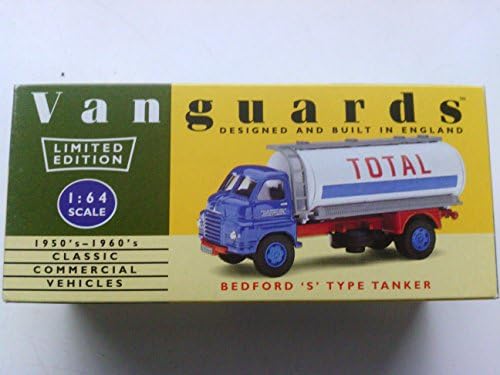 Vanguards™
DESIGNED AND BUILT IN ENGLAND
LIMITED
EDITION
1:64
SCALE
1950's-1960's
CLASSIC
COMMERCIAL
VEHICLES
TOTAL
BEDFORD 'S' TYPE TANKER